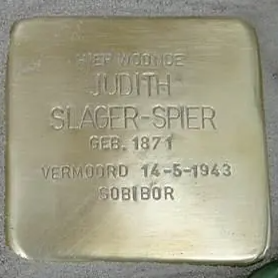 HIER WOONDE
JUDITH
SLAGER-SPIER
GEB. 1871
VERMOORD 14-5-1943
SOBIBOR